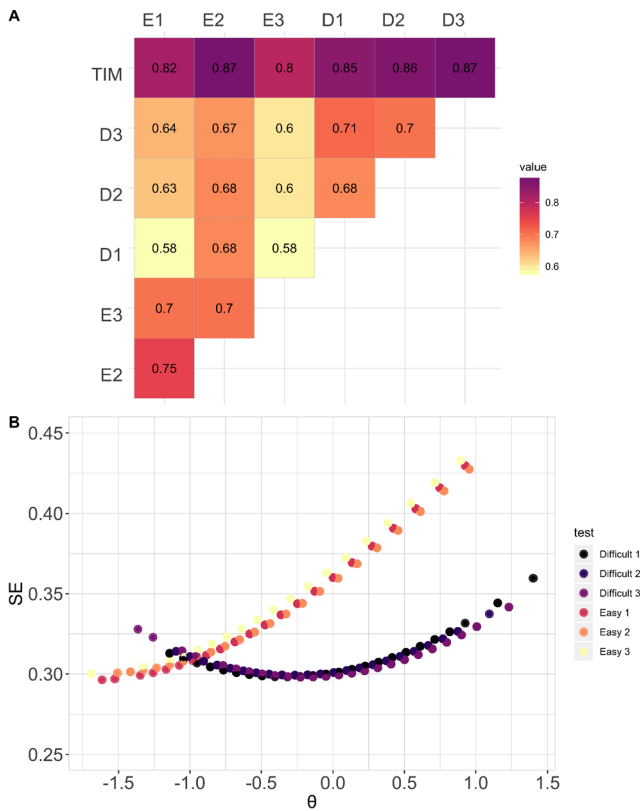 A
E1 E2 E3 D1 D2 D3
TIM 0.82 0.87 0.8 0.85 0.86 0.87
D3 0.64 0.67 0.6 0.71 0.7
D2 0.63 0.68 0.6 0.68
D1 0.58 0.68 0.58
E3 0.7 0.7
E2 0.75
value
0.8
0.7
0.6
B
0.45
0.40
0.35
0.30
0.25
SE
-1.5 -1.0 -0.5 0.0 0.5 1.0 1.5
θ
test
Difficult 1
Difficult 2
Difficult 3
Easy 1
Easy 2
Easy 3